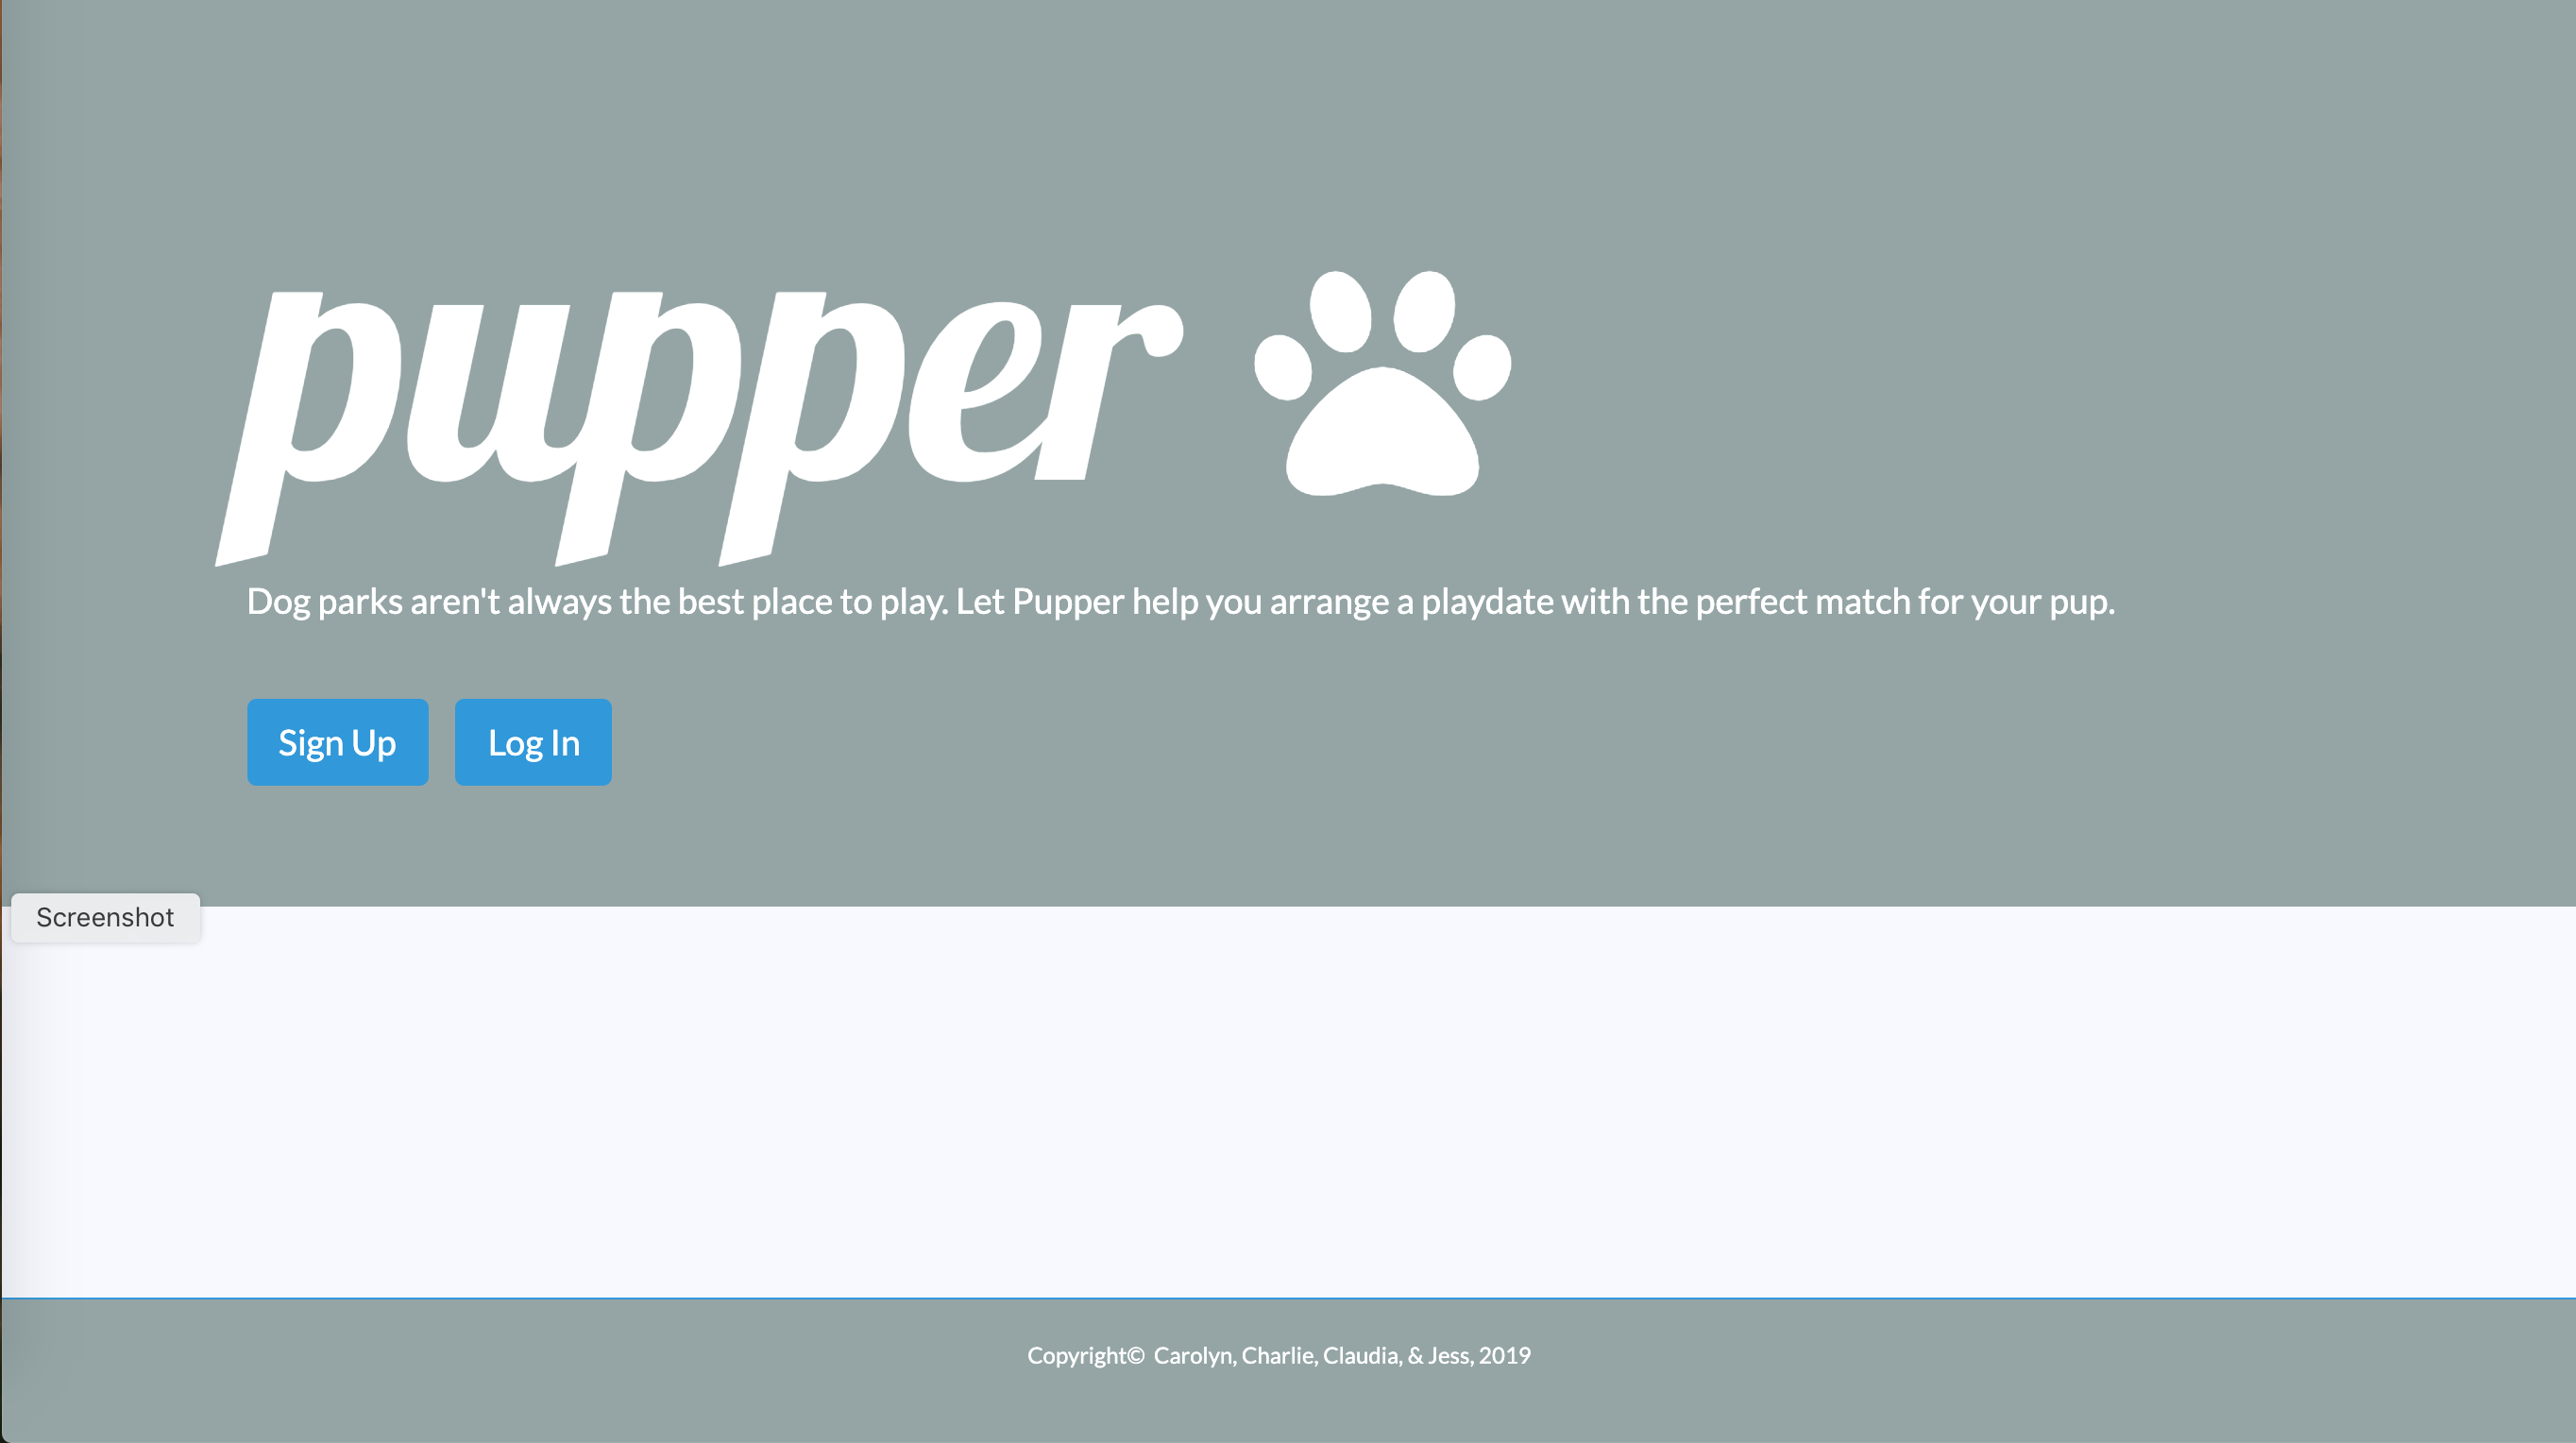 pupper
Dog parks aren't always the best place to play. Let Pupper help you arrange a playdate with the perfect match for your pup.
Sign Up
Log In
Screenshot
Copyright© Carolyn, Charlie, Claudia, & Jess, 2019